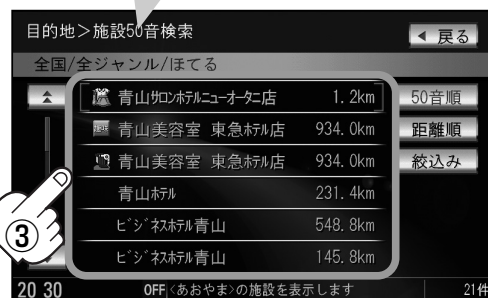 目的地>施設50音検索
◀ 戻る
全国/全ジャンル/ほてる
青山ｻﾛﾝﾎﾃﾙﾆｭｰｵｰﾀﾆ店 1.2km
50音順
青山美容室 東急ﾎﾃﾙ店 934.0km
距離順
青山美容室 東急ﾎﾃﾙ店 934.0km
絞込み
青山ﾎﾃﾙ 231.4km
ﾋﾞｼﾞﾈｽﾎﾃﾙ青山 548.8km
③
ﾋﾞｼﾞﾈｽﾎﾃﾙ青山 145.8km
20 30
OFF
<あおやま>の施設を表示します
21件